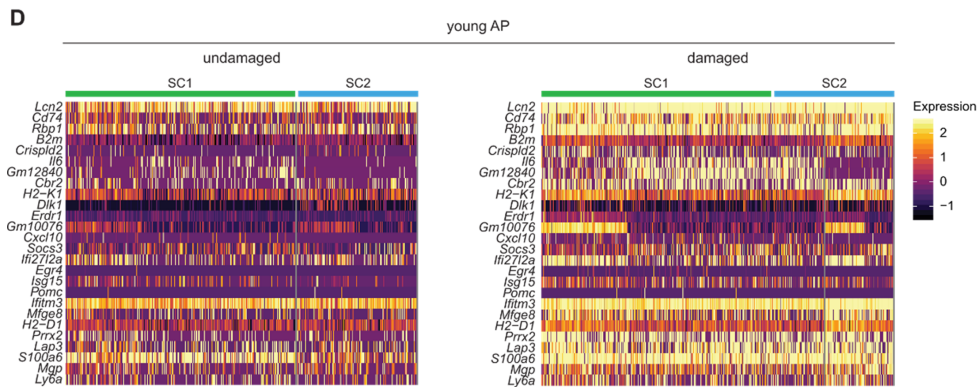 D
young AP
undamaged
damaged
SC1
SC2
SC1
SC2
Lcn2
Cd74
Rbp1
B2m
Crispld2
Il6
Gm12840
Cbr2
H2−K1
Dlk1
Erdr1
Gm10076
Cxcl10
Socs3
Ifi27l2a
Egr4
Isg15
Pomc
Ifitm3
Mfge8
H2−D1
Prrx2
Lap3
S100a6
Mgp
Ly6a
Lcn2
Cd74
Rbp1
B2m
Crispld2
Il6
Gm12840
Cbr2
H2−K1
Dlk1
Erdr1
Gm10076
Cxcl10
Socs3
Ifi27l2a
Egr4
Isg15
Pomc
Ifitm3
Mfge8
H2−D1
Prrx2
Lap3
S100a6
Mgp
Ly6a
Expression
2
1
0
−1